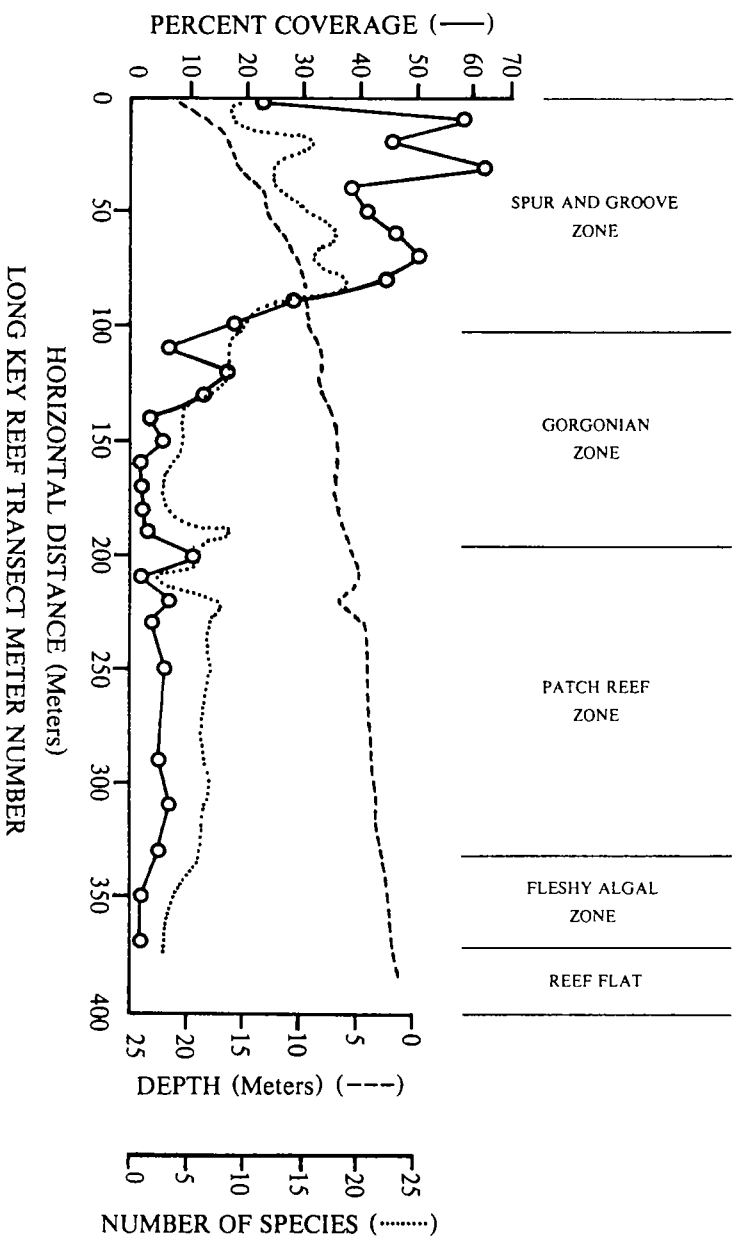 PERCENT COVERAGE (—)
0 10 20 30 40 50 60 70
0
50
100
150
200
250
300
350
400
HORIZONTAL DISTANCE (Meters)
LONG KEY REEF TRANSECT METER NUMBER
SPUR AND GROOVE
ZONE
GORGONIAN
ZONE
PATCH REEF
ZONE
FLESHY ALGAL
ZONE
REEF FLAT
25 20 15 10 5 0
DEPTH (Meters) (---)
0 5 10 15 20 25
NUMBER OF SPECIES (........)